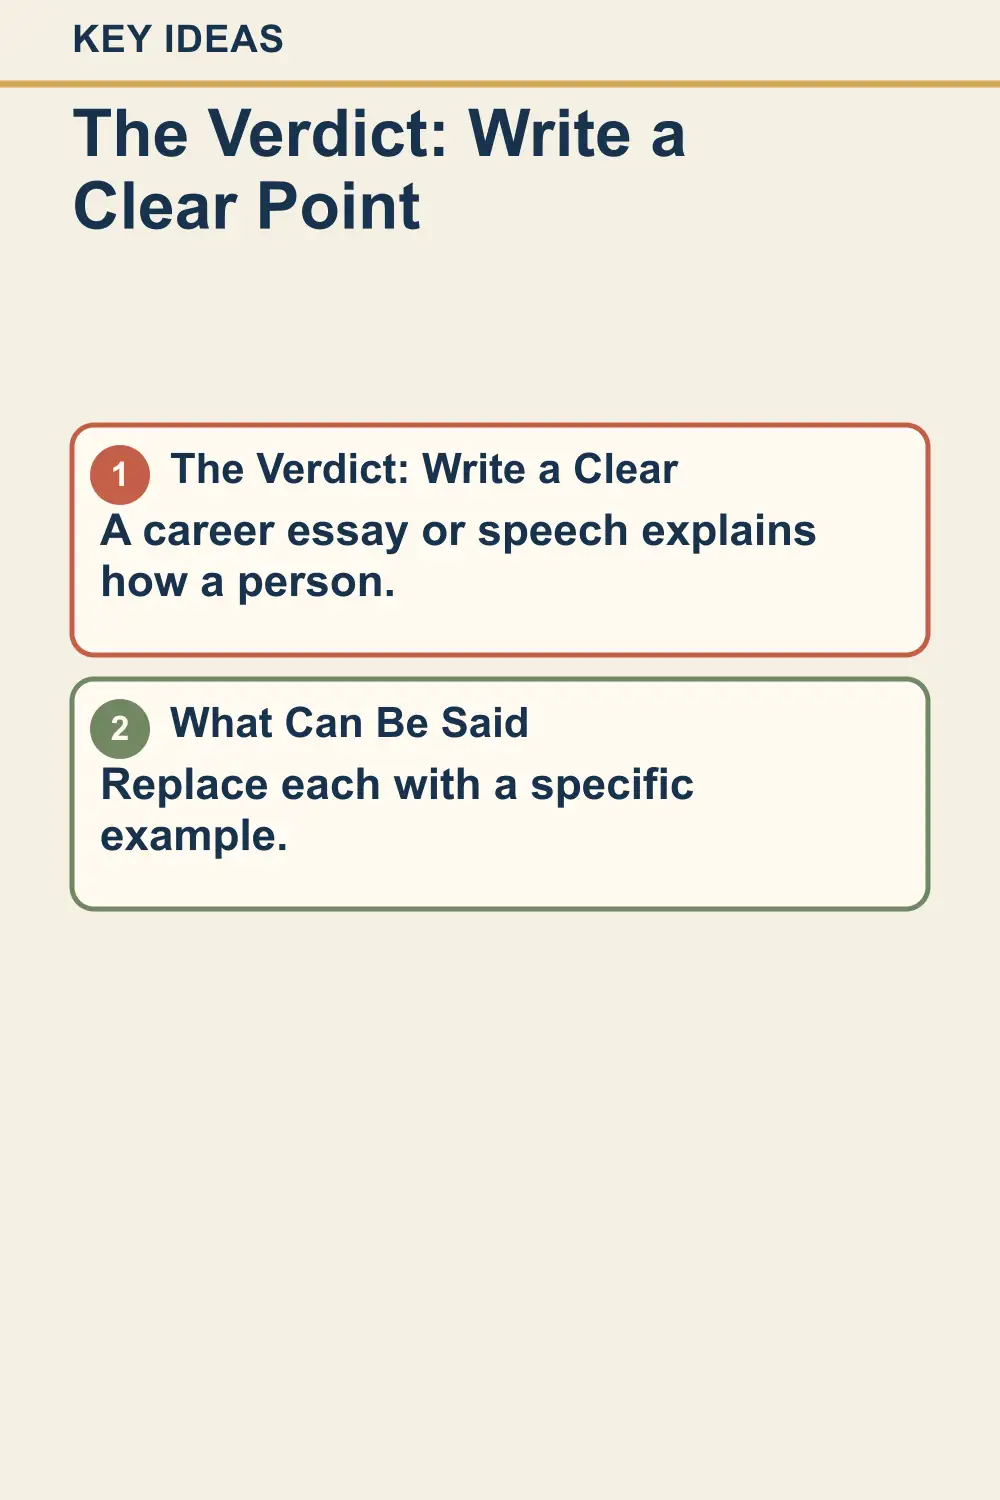 KEY IDEAS
The Verdict: Write a
Clear Point
1 The Verdict: Write a Clear
A career essay or speech explains
how a person.
2 What Can Be Said
Replace each with a specific
example.